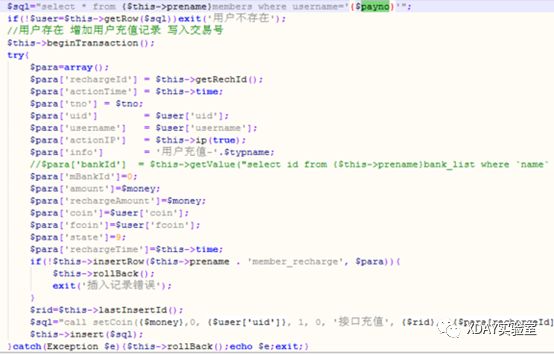 $sql="select * from {$this->prename}members where username='{$payno}'";
if(!$user=$this->getRow($sql))exit('用户不存在');
//用户存在 增加用户充值记录 写入交易号
$this->beginTransaction();
try{
$para=array();
$para['rechargeId'] = $this->getRechId();
$para['actionTime'] = $this->time;
$para['tno'] = $tno;
$para['uid'] = $user['uid'];
$para['username'] = $user['username'];
$para['actionIP'] = $this->ip(true);
$para['info'] = '用户充值-'.$typname;
//$para['bankId'] = $this->getValue("select id from {$this->prename}bank_list where `name`
$para['mBankId']=0;
$para['amount']=$money;
$para['rechargeAmount']=$money;
$para['coin']=$user['coin'];
$para['fcoin']=$user['fcoin'];
$para['state']=9;
$para['rechargeTime']=$this->time;
if(!$this->insertRow($this->prename . 'member_recharge', $para)){
$this->rollBack();
exit('插入记录错误');
}
$rid=$this->lastInsertId();
$sql="call setCoin({$money},0, {$user['uid']}, 1, 0, '接口充值', {$rid},
$this->insert($sql);
}catch(Exception $e){$this->rollBack();echo $e;exit;}
XDAY实验室